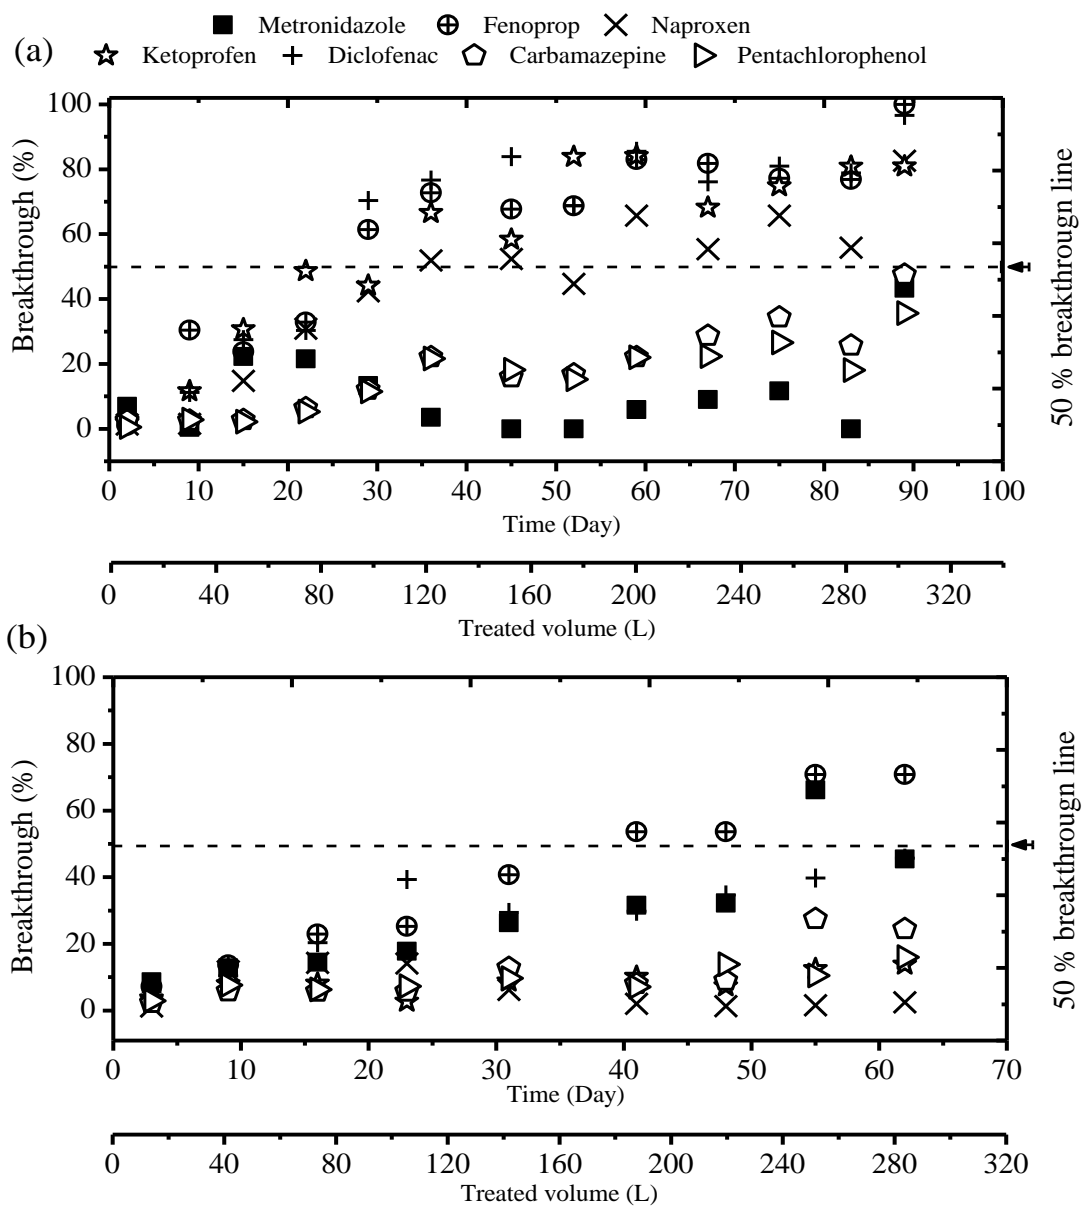 Metronidazole Fenoprop Naproxen
(a)
Ketoprofen Diclofenac Carbamazepine Pentachlorophenol
100
80
60
40
20
0
Breakthrough (%)
50 % breakthrougn line
0 10 20 30 40 50 60 70 80 90 100
Time (Day)
0 40 80 120 160 200 240 280 320
Treated volume (L)
(b)
100
80
60
40
20
0
Breakthrough (%)
50 % breakthrougn line
0 10 20 30 40 50 60 70
Time (Day)
0 40 80 120 160 200 240 280 320
Treated volume (L)